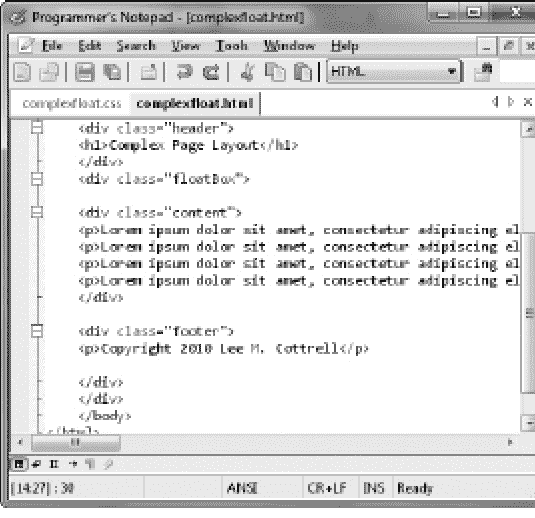 Programmer's Notepad - [complexfloat.html]
File Edit Search View Tools Window Help
HTML
complexfloat.css complexfloat.html
<div class="header">
<h1>Complex Page Layout</h1>
</div>
<div class="floatBox">
<div class="content">
<p>Lorem ipsum dolor sit amet, consectetur adipiscing el
<p>Lorem ipsum dolor sit amet, consectetur adipiscing el
<p>Lorem ipsum dolor sit amet, consectetur adipiscing el
<p>Lorem ipsum dolor sit amet, consectetur adipiscing el
</div>
<div class="footer">
<p>Copyright 2010 Lee M. Cottrell</p>
</div>
</div>
</body>
</html>
[14:27] : 30 ANSI CR+LF INS Ready